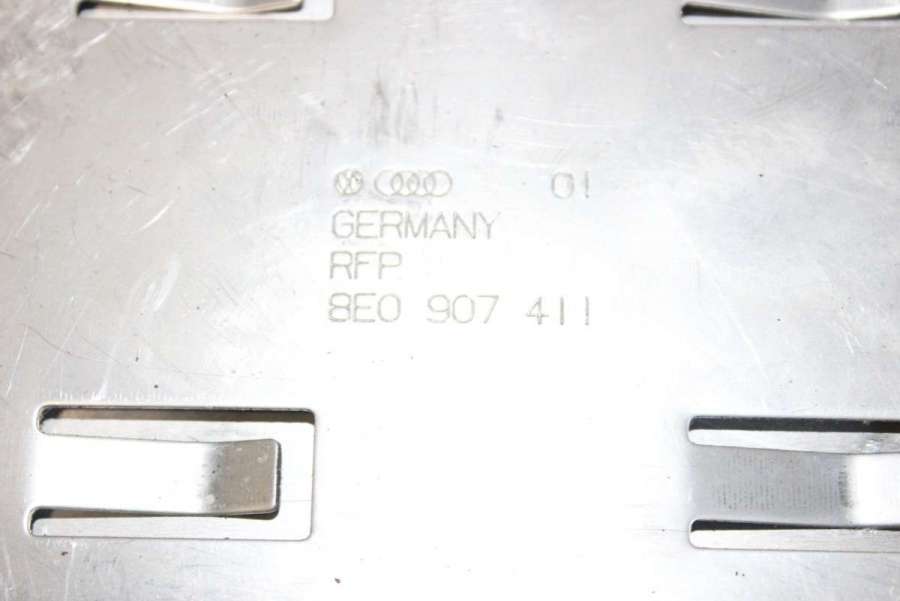 01
GERMANY
RFP
8E0 907 411